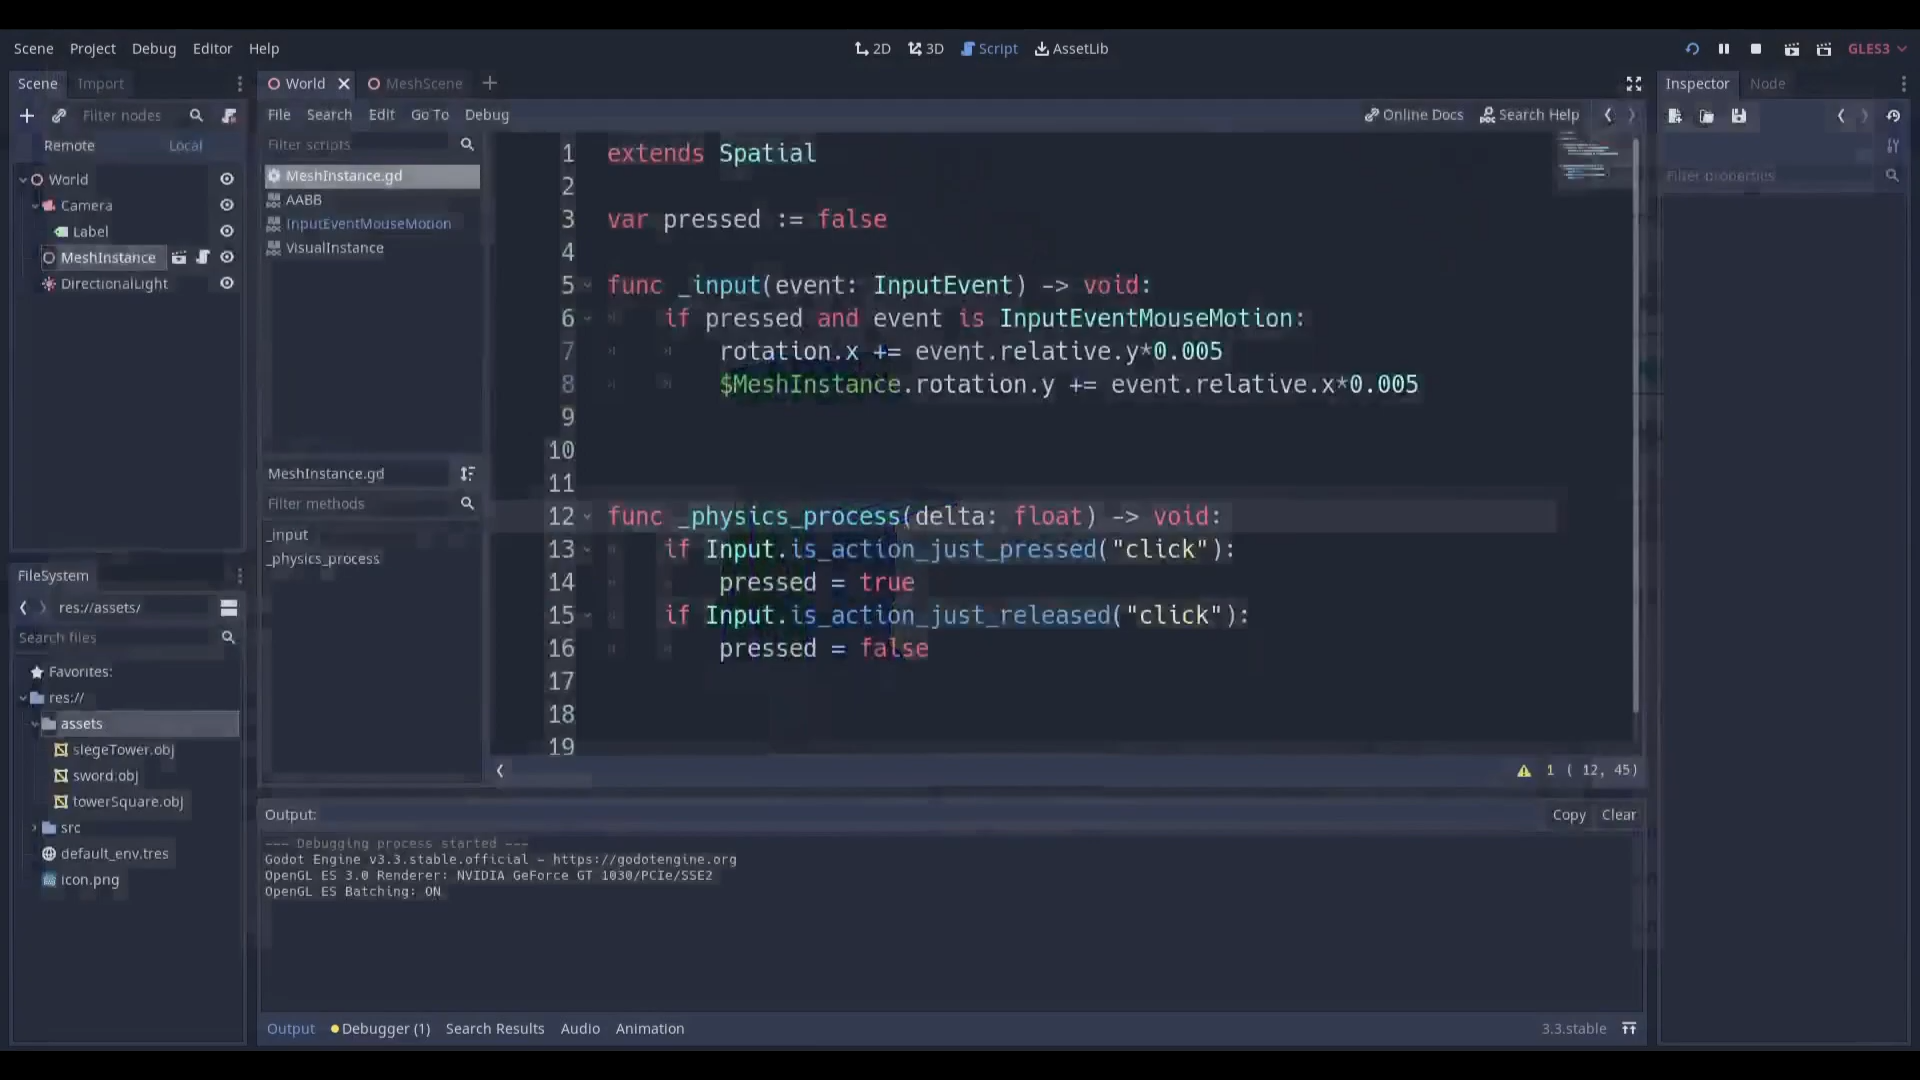 Scene Project Debug Editor Help
2D 3D Script AssetLib
GLES3
Scene Import
World MeshScene
Inspector Node
Filter nodes
File Search Edit Go To Debug
Online Docs Search Help
Remote Local
Filter scripts
Filter properties
World
Camera
Label
MeshInstance
DirectionalLight
MeshInstance.gd
AABB
InputEventMouseMotion
VisualInstance
MeshInstance.gd
Filter methods
_input
_physics_process
1 extends Spatial
2
3 var pressed := false
4
5 func _input(event: InputEvent) -> void:
6 if pressed and event is InputEventMouseMotion:
7 rotation.x += event.relative.y*0.005
8 $MeshInstance.rotation.y += event.relative.x*0.005
9
10
11
12 func _physics_process(delta: float) -> void:
13 if Input.is_action_just_pressed("click"):
14 pressed = true
15 if Input.is_action_just_released("click"):
16 pressed = false
17
18
19
1 ( 12, 45)
FileSystem
res://assets/
Search files
Favorites:
res://
assets
siegeTower.obj
sword.obj
towerSquare.obj
src
default_env.tres
icon.png
Output: Copy Clear
--- Debugging process started ---
Godot Engine v3.3.stable.official - https://godotengine.org
OpenGL ES 3.0 Renderer: NVIDIA GeForce GT 1030/PCIe/SSE2
OpenGL ES Batching: ON
Output Debugger (1) Search Results Audio Animation 3.3.stable